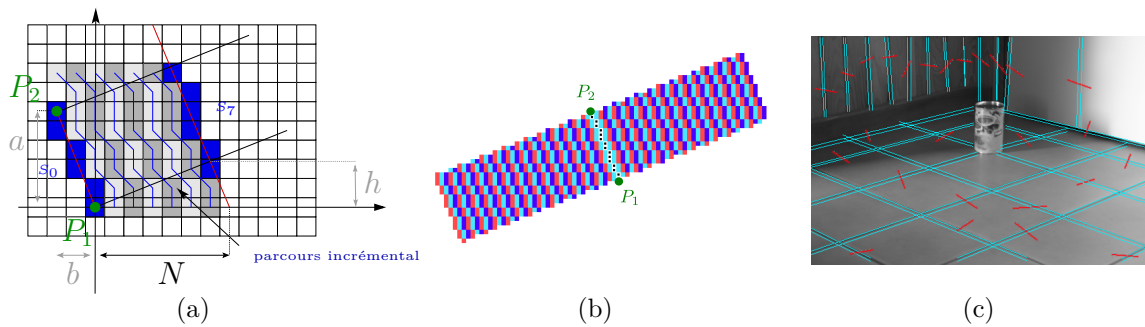 P2
a
s0
s7
h
P1
b
N
parcours incrémental
(a)
P2
P1
(b)
(c)